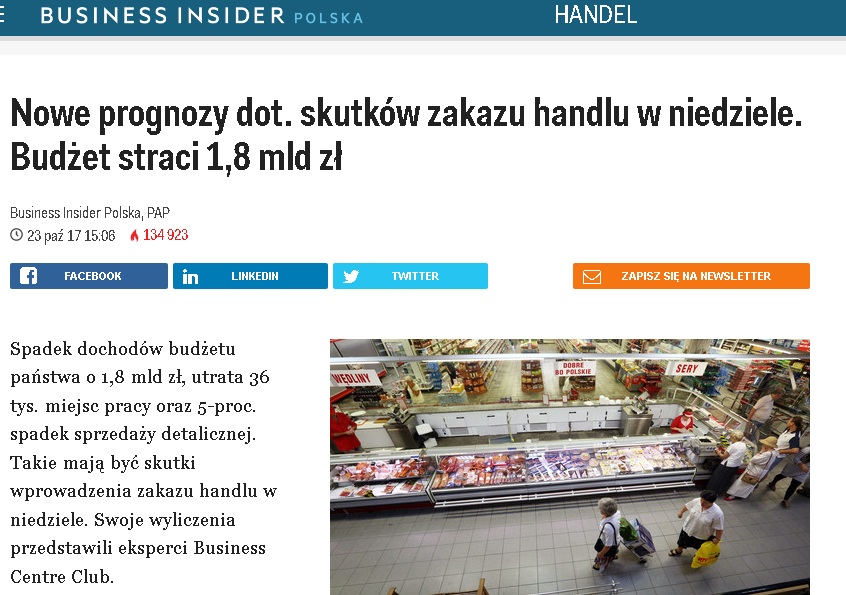 BUSINESS INSIDER POLSKA
HANDEL
Nowe prognozy dot. skutków zakazu handlu w niedziele.
Budżet straci 1,8 mld zł
Business Insider Polska, PAP
23 paź 17 15:06 134 923
FACEBOOK
LINKEDIN
TWITTER
ZAPISZ SIĘ NA NEWSLETTER
Spadek dochodów budżetu
państwa o 1,8 mld zł, utrata 36
tys. miejsc pracy oraz 5-proc.
spadek sprzedaży detalicznej.
Takie mają być skutki
wprowadzenia zakazu handlu w
niedziele. Swoje wyliczenia
przedstawili eksperci Business
Centre Club.
WĘDLINY
DOBRE
BO POLSKIE
SERY